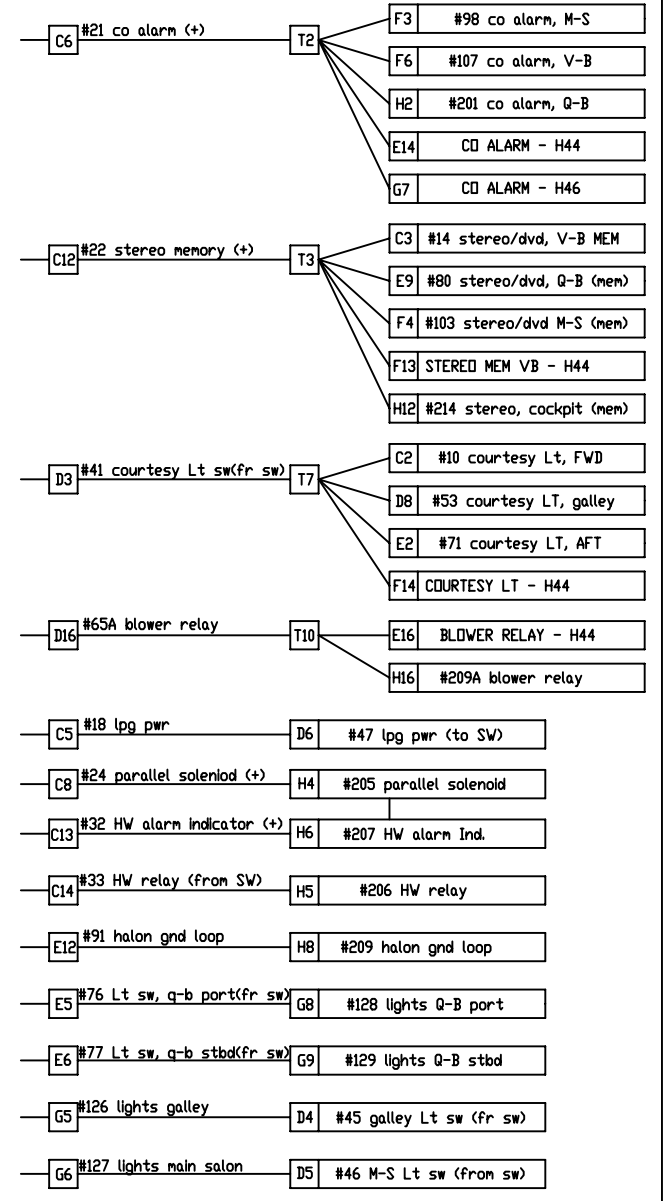 F3 #98 co alarm, M-S
C6 #21 co alarm (+) T2
F6 #107 co alarm, V-B
H2 #201 co alarm, Q-B
E14 CO ALARM - H44
G7 CO ALARM - H46
C3 #14 stereo/dvd, V-B MEM
C12 #22 stereo memory (+) T3
E9 #80 stereo/dvd, Q-B (mem)
F4 #103 stereo/dvd M-S (mem)
F13 STEREO MEM VB - H44
H12 #214 stereo, cockpit (mem)
C2 #10 courtesy Lt, FWD
D3 #41 courtesy Lt sw(fr sw) T7
D8 #53 courtesy LT, galley
E2 #71 courtesy LT, AFT
F14 COURTESY LT - H44
D16 #65A blower relay T10 E16 BLOWER RELAY - H44
H16 #209A blower relay
C5 #18 lpg pwr D6 #47 lpg pwr (to SW)
C8 #24 parallel soleniod (+) H4 #205 parallel solenoid
C13 #32 HW alarm indicator (+) H6 #207 HW alarm Ind.
C14 #33 HW relay (from SW) H5 #206 HW relay
E12 #91 halon gnd loop H8 #209 halon gnd loop
E5 #76 Lt sw, q-b port(fr sw) G8 #128 lights Q-B port
E6 #77 Lt sw, q-b stbd(fr sw) G9 #129 lights Q-B stbd
G5 #126 lights galley D4 #45 galley Lt sw (fr sw)
G6 #127 lights main salon D5 #46 M-S Lt sw (from sw)